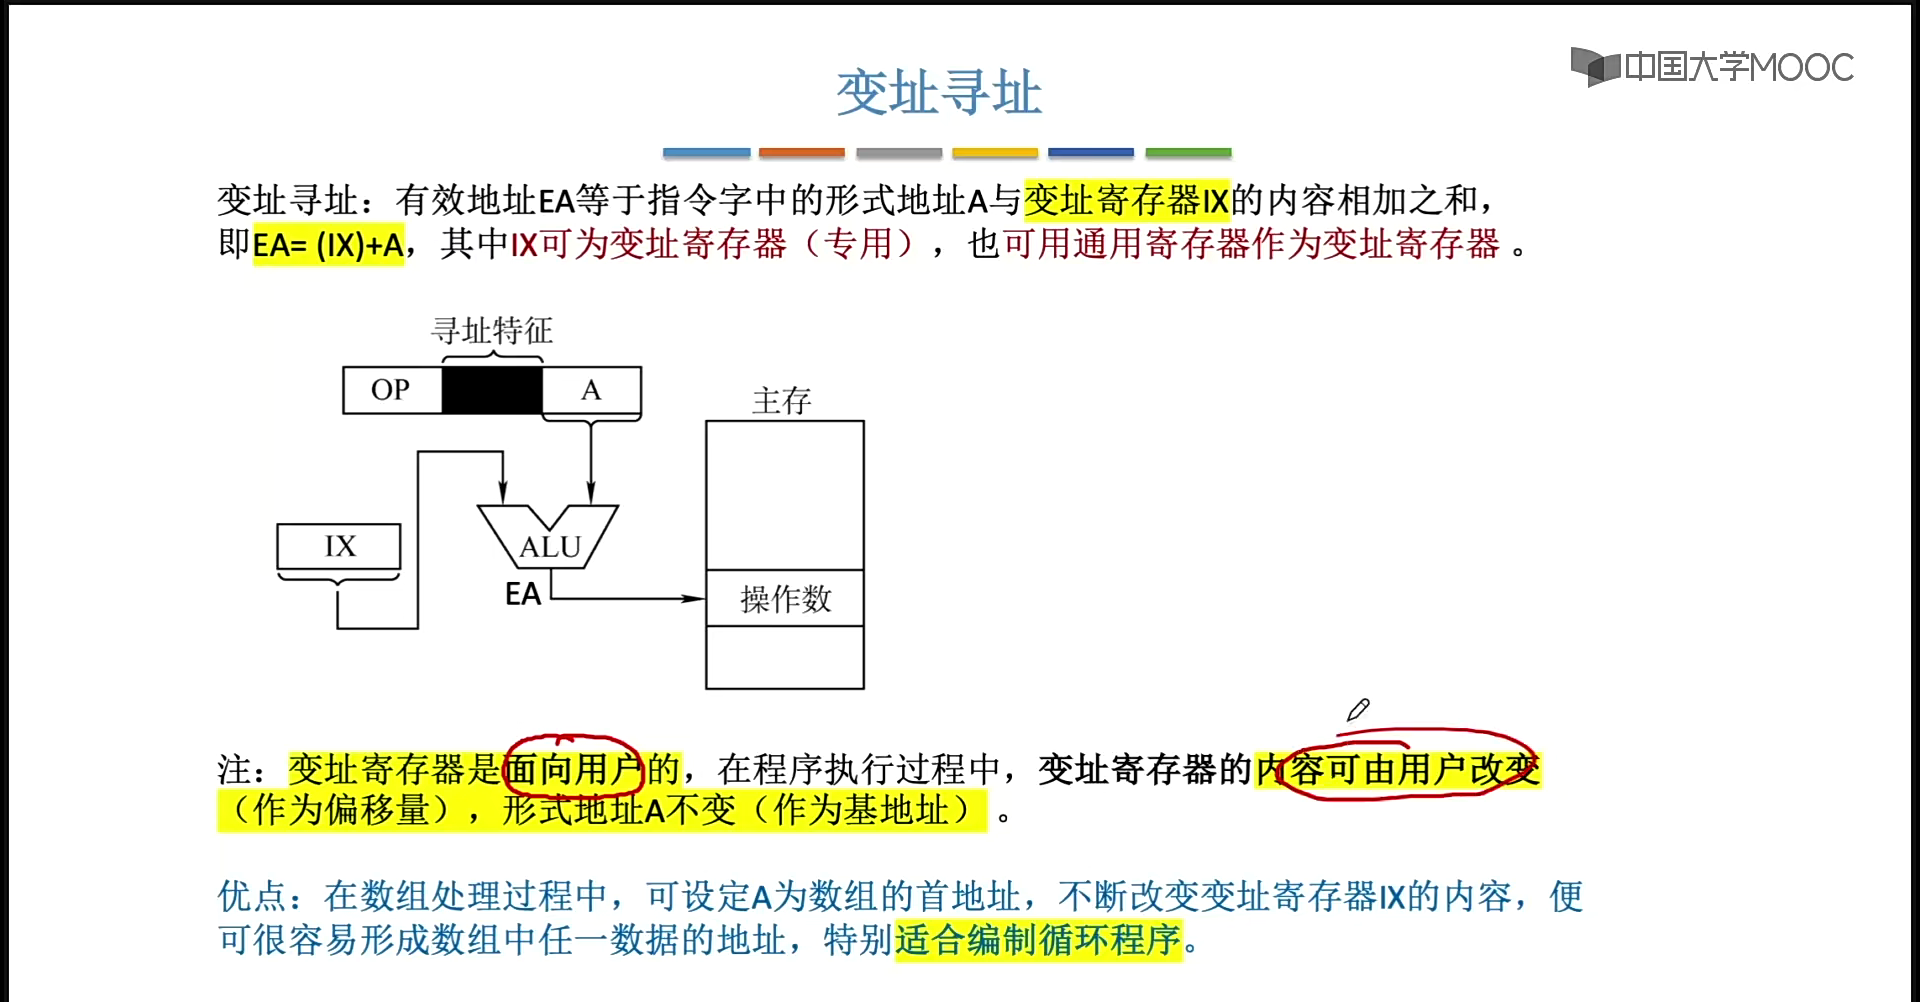 中国大学MOOC
变址寻址
变址寻址：有效地址EA等于指令字中的形式地址A与变址寄存器IX的内容相加之和，
即EA= (IX)+A，其中IX可为变址寄存器（专用），也可用通用寄存器作为变址寄存器 。
寻址特征
OP A
主存
IX
ALU
EA
操作数
注：变址寄存器是面向用户的，在程序执行过程中，变址寄存器的内容可由用户改变
（作为偏移量），形式地址A不变（作为基地址） 。
优点：在数组处理过程中，可设定A为数组的首地址，不断改变变址寄存器IX的内容，便
可很容易形成数组中任一数据的地址，特别适合编制循环程序。